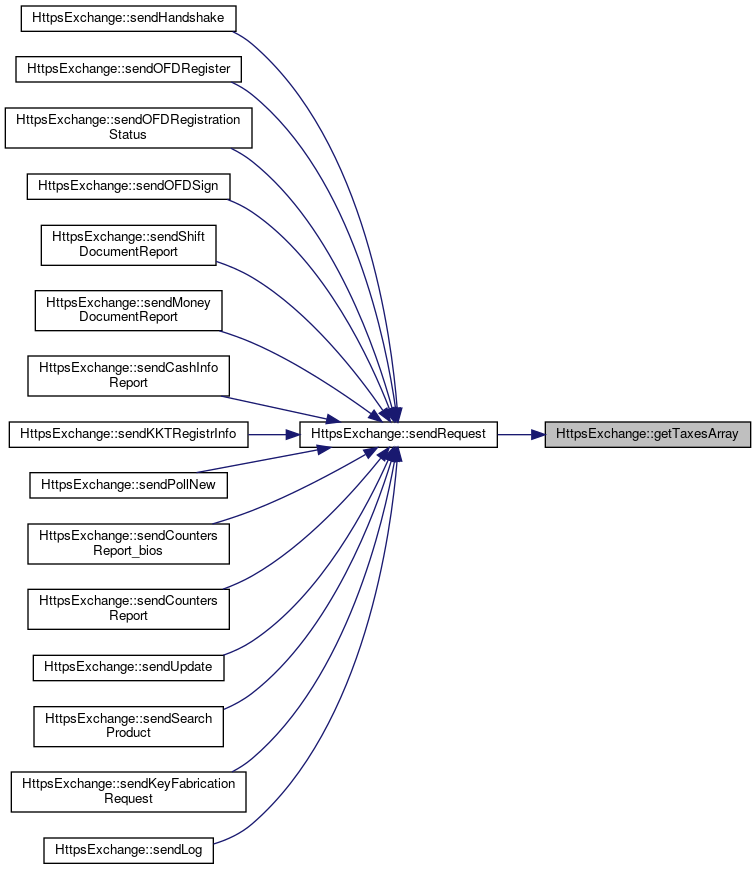 HttpsExchange::sendHandshake
HttpsExchange::sendOFDRegister
HttpsExchange::sendOFDRegistration
Status
HttpsExchange::sendOFDSign
HttpsExchange::sendShift
DocumentReport
HttpsExchange::sendMoney
DocumentReport
HttpsExchange::sendCashInfo
Report
HttpsExchange::sendKKTRegistrInfo
HttpsExchange::sendRequest
HttpsExchange::getTaxesArray
HttpsExchange::sendPollNew
HttpsExchange::sendCounters
Report_bios
HttpsExchange::sendCounters
Report
HttpsExchange::sendUpdate
HttpsExchange::sendSearch
Product
HttpsExchange::sendKeyFabrication
Request
HttpsExchange::sendLog